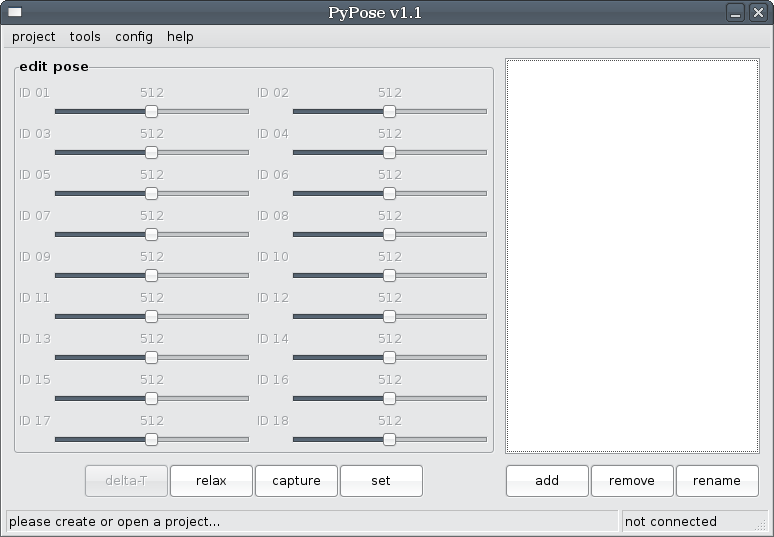 PyPose v1.1
project tools config help
edit pose
ID 01 512 ID 02 512
ID 03 512 ID 04 512
ID 05 512 ID 06 512
ID 07 512 ID 08 512
ID 09 512 ID 10 512
ID 11 512 ID 12 512
ID 13 512 ID 14 512
ID 15 512 ID 16 512
ID 17 512 ID 18 512
delta-T relax capture set add remove rename
please create or open a project... not connected